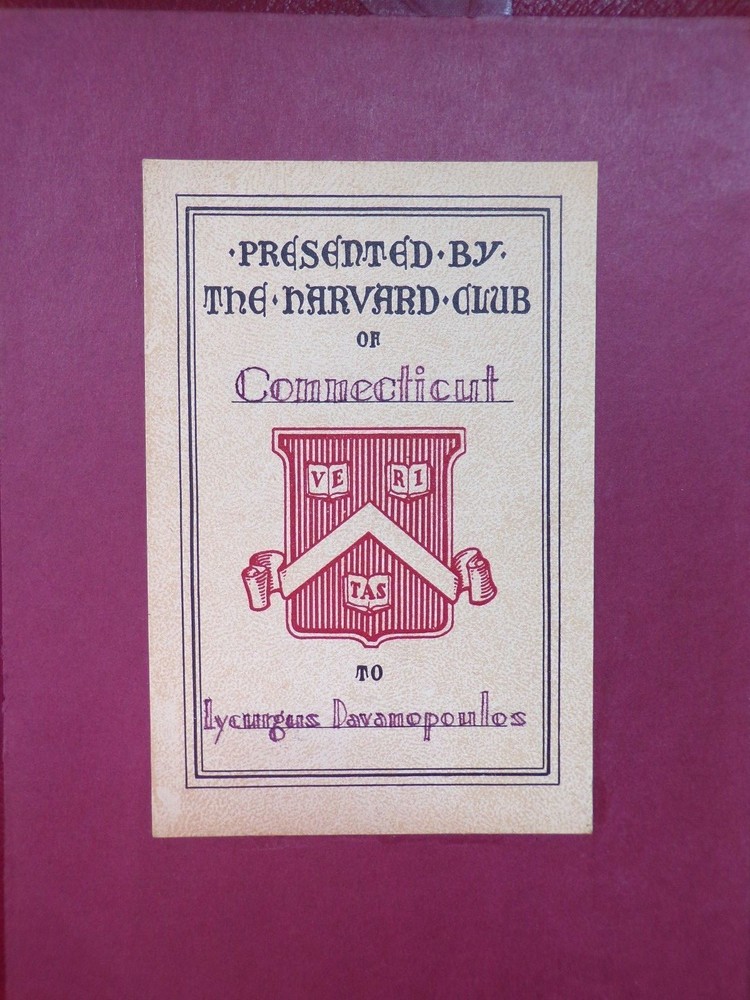 ·PRESENTED·BY·
THE·HARVARD·CLUB
OF
Connecticut
VE RI
TAS
TO
Lycurgus Davanopoulos